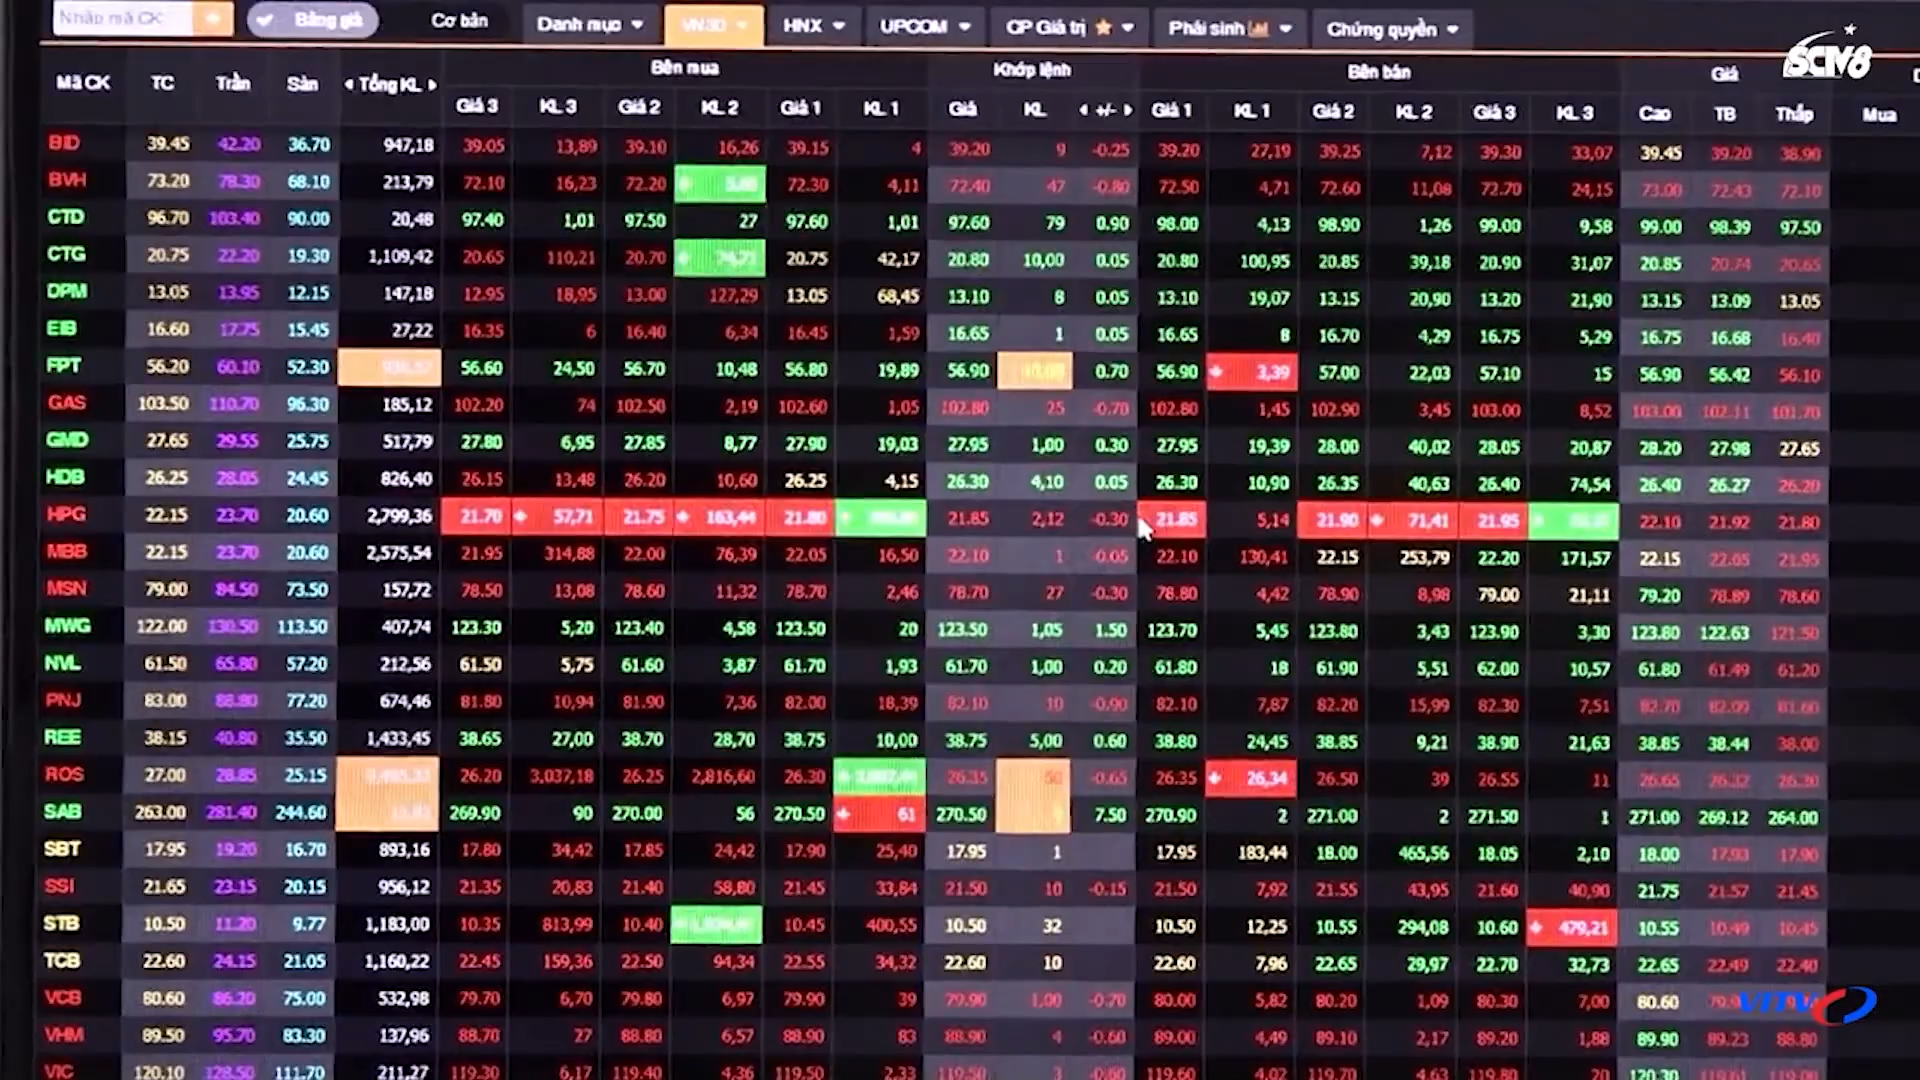 Nhập mã CK Bảng giá Cơ bản Danh mục VN30 HNX UPCOM CP Giá trị Phái sinh Chứng quyền
SCTV8
Mã CK TC Trần Sàn Tổng KL Bên mua Khớp lệnh Bên bán Giá
Giá 3 KL 3 Giá 2 KL 2 Giá 1 KL 1 Giá KL +/- Giá 1 KL 1 Giá 2 KL 2 Giá 3 KL 3 Cao TB Thấp Mua
BID 39.45 42.20 36.70 947,18 39.05 13,89 39.10 16,26 39.15 4 39.20 9 -0.25 39.20 27,19 39.25 7,12 39.30 33,07 39.45 39.20 38.90
BVH 73.20 78.30 68.10 213,79 72.10 16,23 72.20 72.30 4,11 72.40 47 -0.80 72.50 4,71 72.60 11,08 72.70 24,15 73.00 72.43 72.10
CTD 96.70 103.40 90.00 20,48 97.40 1,01 97.50 27 97.60 1,01 97.60 79 0.90 98.00 4,13 98.90 1,26 99.00 9,58 99.00 98.39 97.50
CTG 20.75 22.20 19.30 1,109,42 20.65 110,21 20.70 20.75 42,17 20.80 10,00 0.05 20.80 100,95 20.85 39,18 20.90 31,07 20.85 20.74 20.65
DPM 13.05 13.95 12.15 147,18 12.95 18,95 13.00 127,29 13.05 68,45 13.10 8 0.05 13.10 19,07 13.15 20,90 13.20 21,90 13.15 13.09 13.05
EIB 16.60 17.75 15.45 27,22 16.35 6 16.40 6,34 16.45 1,59 16.65 1 0.05 16.65 8 16.70 4,29 16.75 5,29 16.75 16.68 16.40
FPT 56.20 60.10 52.30 56.60 24,50 56.70 10,48 56.80 19,89 56.90 0.70 56.90 3,39 57.00 22,03 57.10 15 56.90 56.42 56.10
GAS 103.50 110.70 96.30 185,12 102.20 74 102.50 2,19 102.60 1,05 102.80 25 -0.70 102.80 1,45 102.90 3,45 103.00 8,52 103.00 102.11 101.70
GMD 27.65 29.55 25.75 517,79 27.80 6,95 27.85 8,77 27.90 19,03 27.95 1,00 0.30 27.95 19,39 28.00 40,02 28.05 20,87 28.20 27.98 27.65
HDB 26.25 28.05 24.45 826,40 26.15 13,48 26.20 10,60 26.25 4,15 26.30 4,10 0.05 26.30 10,90 26.35 40,63 26.40 74,54 26.40 26.27 26.20
HPG 22.15 23.70 20.60 2,799,36 21.70 57,71 21.75 163,44 21.80 21.85 2,12 -0.30 21.85 5,14 21.90 71,41 21.95 22.10 21.92 21.80
MBB 22.15 23.70 20.60 2,575,54 21.95 314,88 22.00 76,39 22.05 16,50 22.10 1 -0.05 22.10 130,41 22.15 253,79 22.20 171,57 22.15 22.05 21.95
MSN 79.00 84.50 73.50 157,72 78.50 13,08 78.60 11,32 78.70 2,46 78.70 27 -0.30 78.80 4,42 78.90 8,98 79.00 21,11 79.20 78.89 78.60
MWG 122.00 130.50 113.50 407,74 123.30 5,20 123.40 4,58 123.50 20 123.50 1,05 1.50 123.70 5,45 123.80 3,43 123.90 3,30 123.80 122.63 121.50
NVL 61.50 65.80 57.20 212,56 61.50 5,75 61.60 3,87 61.70 1,93 61.70 1,00 0.20 61.80 18 61.90 5,51 62.00 10,57 61.80 61.49 61.20
PNJ 83.00 88.80 77.20 674,46 81.80 10,94 81.90 7,36 82.00 18,39 82.10 10 -0.90 82.10 7,87 82.20 15,99 82.30 7,51 82.70 82.09 81.60
REE 38.15 40.80 35.50 1,433,45 38.65 27,00 38.70 28,70 38.75 10,00 38.75 5,00 0.60 38.80 24,45 38.85 9,21 38.90 21,63 38.85 38.44 38.00
ROS 27.00 28.85 25.15 26.20 3,037,18 26.25 2,816,60 26.30 26.35 50 -0.65 26.35 26,34 26.50 39 26.55 11 26.65 26.32 26.30
SAB 263.00 281.40 244.60 269.90 90 270.00 56 270.50 61 270.50 7.50 270.90 2 271.00 2 271.50 1 271.00 269.12 264.00
SBT 17.95 19.20 16.70 893,16 17.80 34,42 17.85 24,42 17.90 25,40 17.95 1 17.95 183,44 18.00 465,56 18.05 2,10 18.00 17.93 17.90
SSI 21.65 23.15 20.15 956,12 21.35 20,83 21.40 58,80 21.45 33,84 21.50 10 -0.15 21.50 7,92 21.55 43,95 21.60 40,90 21.75 21.57 21.45
STB 10.50 11.20 9.77 1,183,00 10.35 813,99 10.40 10.45 400,55 10.50 32 10.50 12,25 10.55 294,08 10.60 479,21 10.55 10.49 10.45
TCB 22.60 24.15 21.05 1,160,22 22.45 159,36 22.50 94,34 22.55 34,32 22.60 10 22.60 7,96 22.65 29,97 22.70 32,73 22.65 22.49 22.40
VCB 80.60 86.20 75.00 532,98 79.70 6,70 79.80 6,97 79.90 39 79.90 1,00 -0.70 80.00 5,82 80.20 1,09 80.30 7,00 80.60
VITV
VHM 89.50 95.70 83.30 137,96 88.70 27 88.80 6,57 88.90 83 88.90 4 -0.60 89.00 4,49 89.10 2,17 89.20 1,88 89.90 89.23 88.80
VIC 120.10 128.50 111.70 211,27 119.30 6,17 119.40 4,36 119.50 2,33 119.50 3 -0.60 119.60 4,02 119.70 4,63 119.80 20 120.30